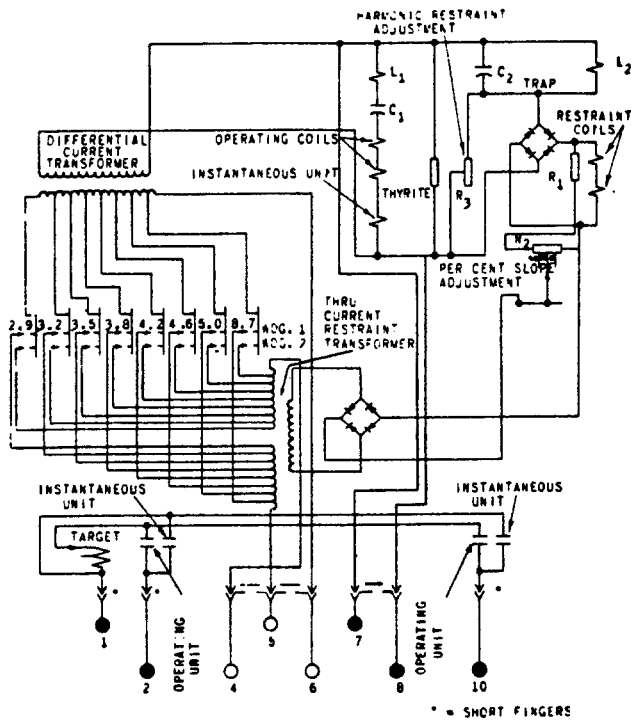 HARMONIC RESTRAINT
ADJUSTMENT
L1
C2
L2
TRAP
C1
RESTRAINT
COILS
DIFFERENTIAL
CURRENT
TRANSFORMER
OPERATING COILS
INSTANTANEOUS UNIT
THYRITE
R3
R1
R2
PER CENT SLOPE
ADJUSTMENT
2.9 3.2 3.5 3.8 4.2 4.6 5.0 8.7
WDG. 1
WDG. 2
THRU
CURRENT
RESTRAINT
TRANSFORMER
INSTANTANEOUS
UNIT
INSTANTANEOUS
UNIT
TARGET
OPERATING
UNIT
OPERATING
UNIT
* * *
1 2 4 5 6 7 8 10
* = SHORT FINGERS